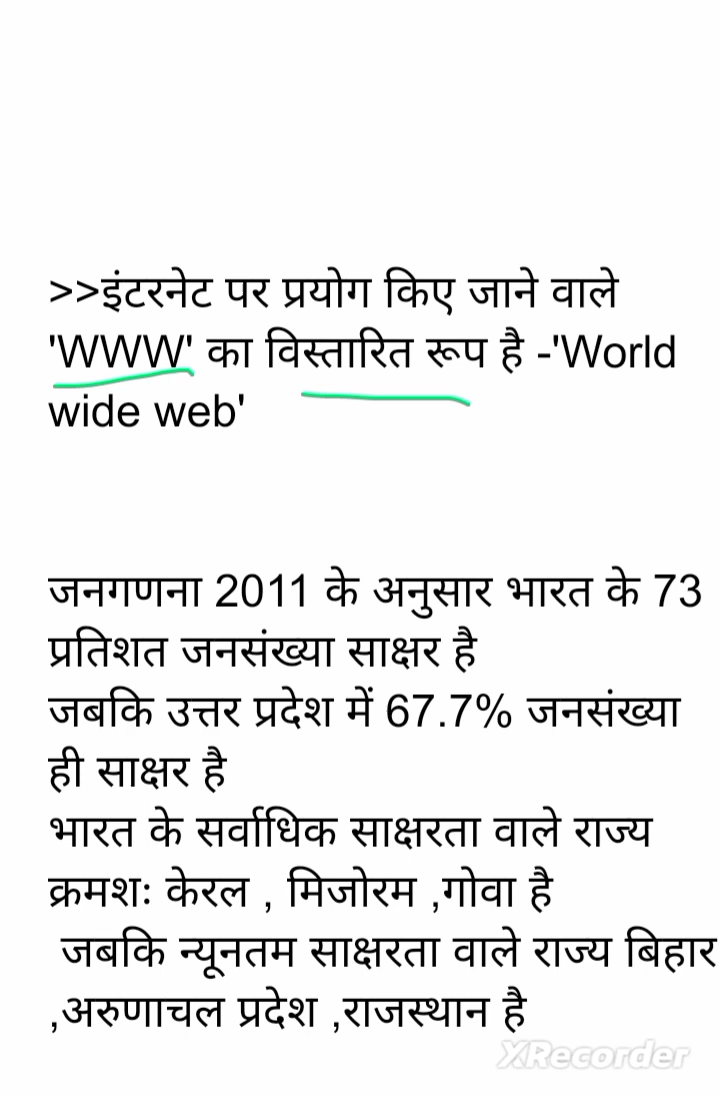 >>इंटरनेट पर प्रयोग किए जाने वाले
'WWW' का विस्तारित रूप है -'World
wide web'
जनगणना 2011 के अनुसार भारत के 73
प्रतिशत जनसंख्या साक्षर है
जबकि उत्तर प्रदेश में 67.7% जनसंख्या
ही साक्षर है
भारत के सर्वाधिक साक्षरता वाले राज्य
क्रमशः केरल , मिजोरम ,गोवा है
जबकि न्यूनतम साक्षरता वाले राज्य बिहार
,अरुणाचल प्रदेश ,राजस्थान है
XRecorder